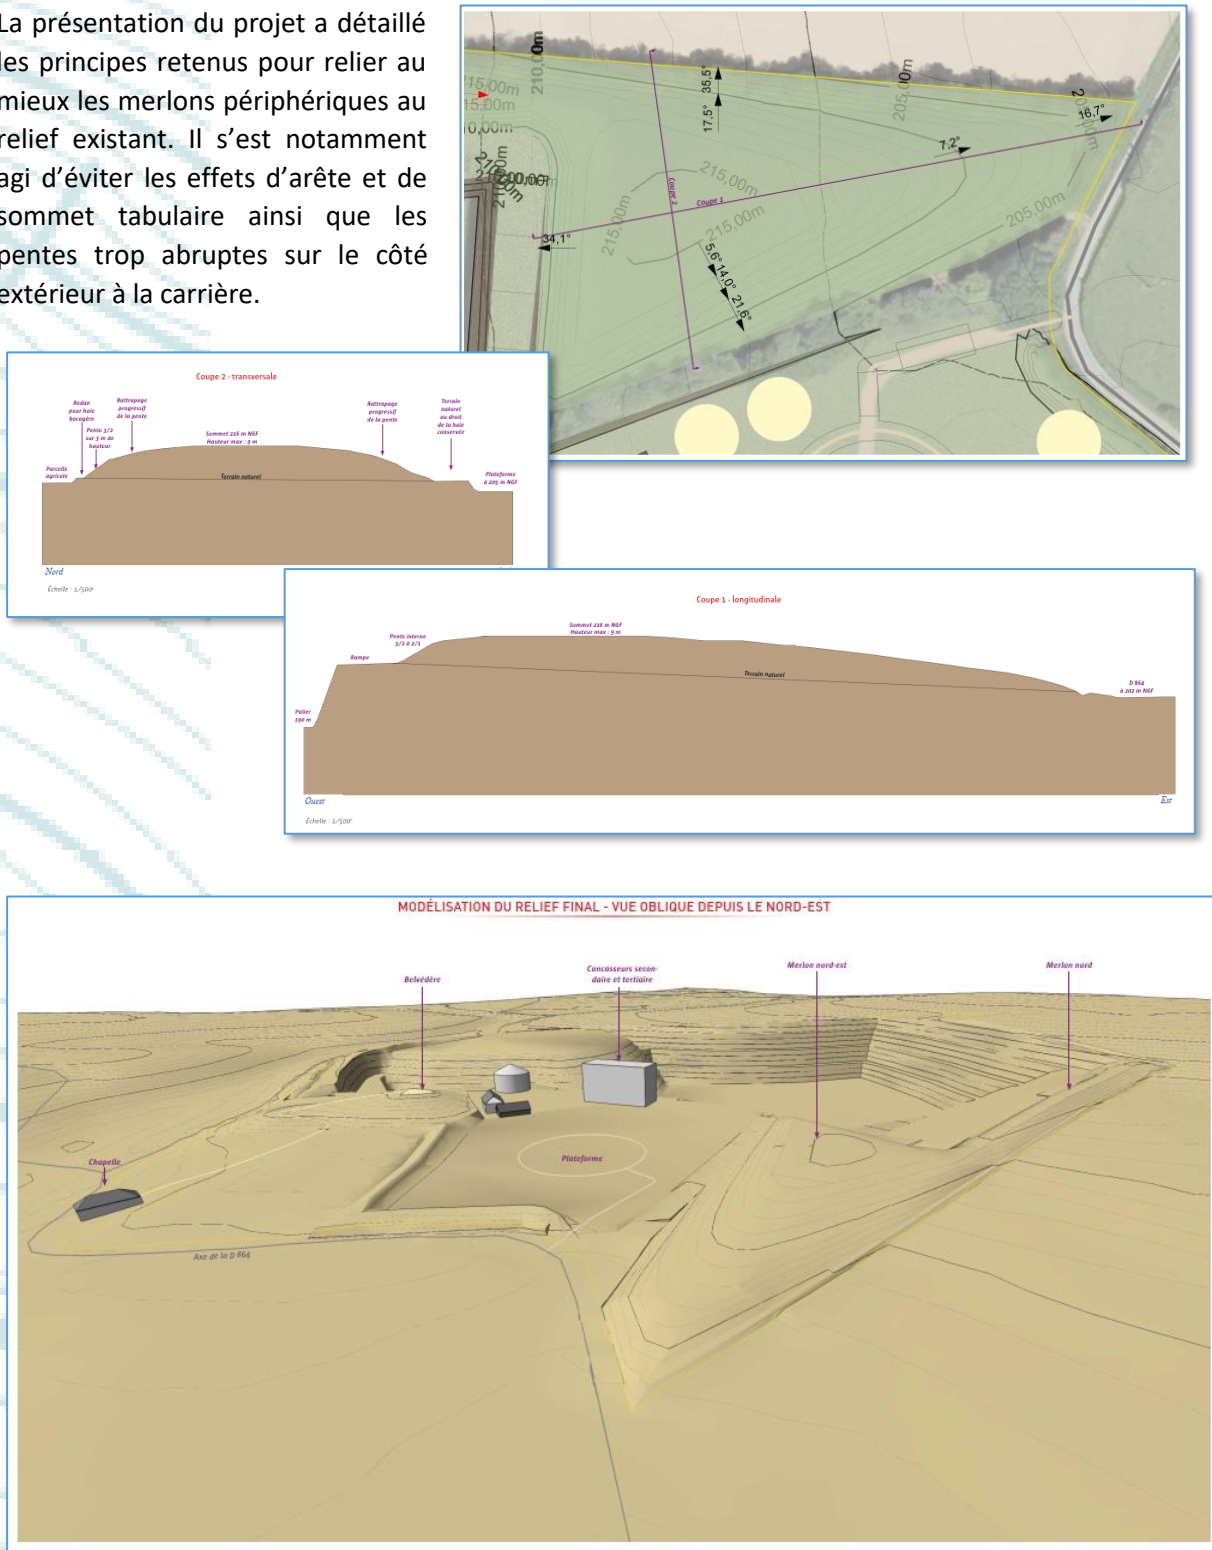 La présentation du projet a détaillé
les principes retenus pour relier au
mieux les merlons périphériques au
relief existant. Il s'est notamment
agi d'éviter les effets d'arête et de
sommet tabulaire ainsi que les
pentes trop abruptes sur le côté
extérieur à la carrière.
210,00m
215,00m
15,00m
10,00m
35,5°
17,5°
205,00m
16,7°
7,2°
215,00m
Coupe 2
Coupe 1
215,00m
215,00m
205,00m
34,1°
5,6°
14,0°
21,6°
Coupe 2 - transversale
Redan
pour haie
bocagère
Pente 3/2
sur 3 m de
hauteur
Rattrapage
progressif
de la pente
Sommet 216 m NGF
Hauteur max : 9 m
Rattrapage
progressif
de la pente
Terrain
naturel
au droit
de la haie
conservée
Parcelle
agricole
Terrain naturel
Plateforme
à 205 m NGF
Nord
Échelle : 1/500e
Coupe 1 - longitudinale
Sommet 216 m NGF
Hauteur max : 9 m
Pente interne
3/2 à 2/1
Rampe
Terrain naturel
D 864
à 202 m NGF
Palier
190 m
Ouest
Est
Échelle : 1/500e
MODÉLISATION DU RELIEF FINAL - VUE OBLIQUE DEPUIS LE NORD-EST
Belvédère
Concasseurs secon-
daire et tertiaire
Merlon nord-est
Merlon nord
Chapelle
Plateforme
Axe de la D 864